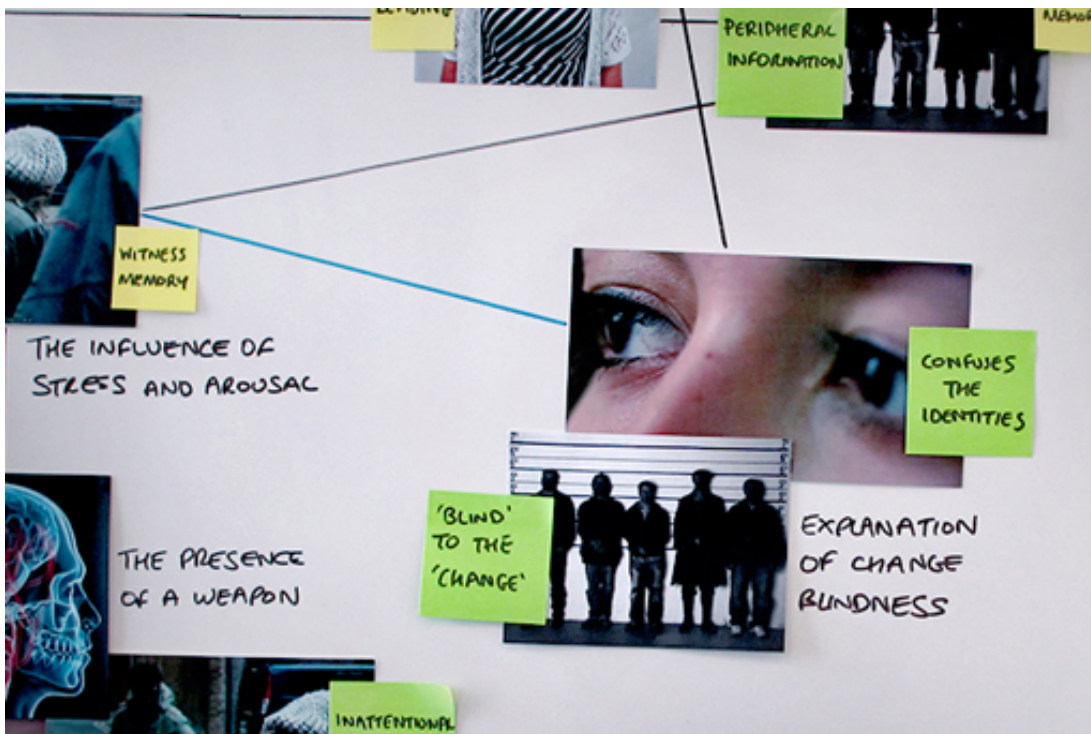 PERIPHERAL
INFORMATION
WITNESS
MEMORY
THE INFLUENCE OF
STRESS AND AROUSAL
CONFUSES
THE
IDENTITIES
'BLIND'
TO THE
'CHANGE'
EXPLANATION
OF CHANGE
BLINDNESS
THE PRESENCE
OF A WEAPON
INATTENTIONAL